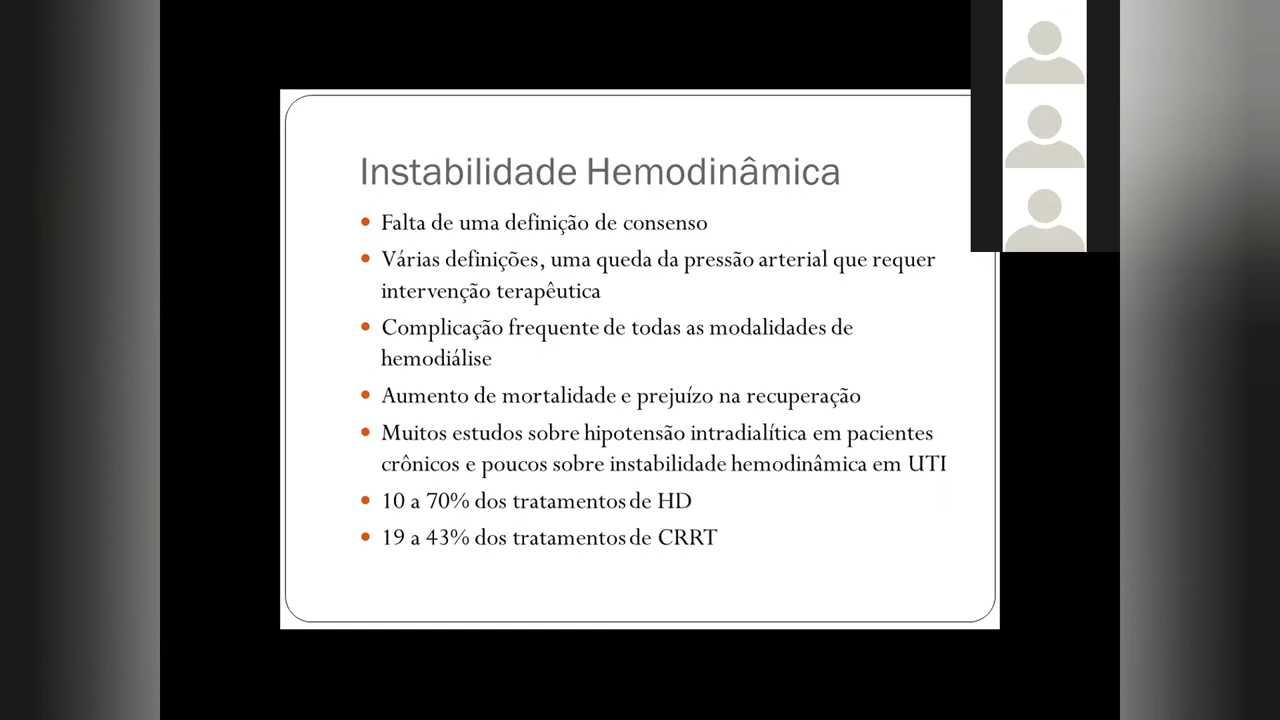 Instabilidade Hemodinâmica
• Falta de uma definição de consenso
• Várias definições, uma queda da pressão arterial que requer
intervenção terapêutica
• Complicação frequente de todas as modalidades de
hemodiálise
• Aumento de mortalidade e prejuízo na recuperação
• Muitos estudos sobre hipotensão intradialítica em pacientes
crônicos e poucos sobre instabilidade hemodinâmica em UTI
• 10 a 70% dos tratamentos de HD
• 19 a 43% dos tratamentos de CRRT